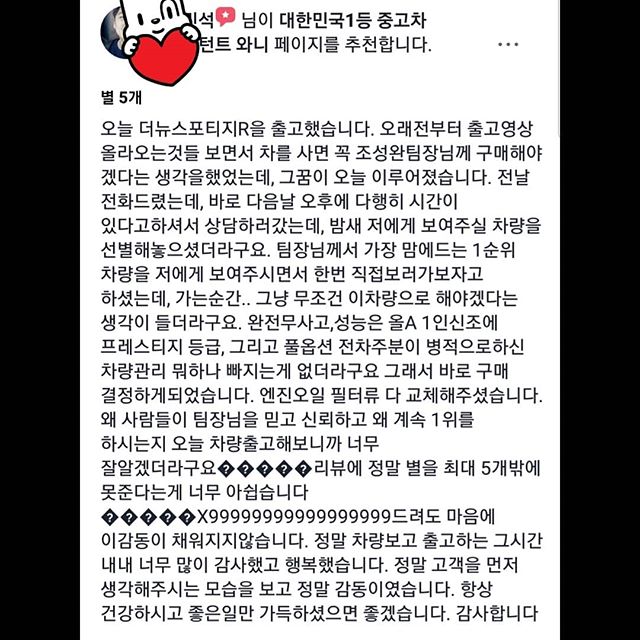 석 님이 대한민국1등 중고차
턴트 와니 페이지를 추천합니다.
별 5개
오늘 더뉴스포티지R을 출고했습니다. 오래전부터 출고영상
올라오는것들 보면서 차를 사면 꼭 조성완팀장님께 구매해야
겠다는 생각을했었는데, 그꿈이 오늘 이루어졌습니다. 전날
전화드렸는데, 바로 다음날 오후에 다행히 시간이
있다고하셔서 상담하러갔는데, 밤새 저에게 보여주실 차량을
선별해놓으셨더라구요. 팀장님께서 가장 맘에드는 1순위
차량을 저에게 보여주시면서 한번 직접보러가보자고
하셨는데, 가는순간.. 그냥 무조건 이차량으로 해야겠다는
생각이 들더라구요. 완전무사고,성능은 올A 1인신조에
프레스티지 등급, 그리고 풀옵션 전차주분이 병적으로하신
차량관리 뭐하나 빠지는게 없더라구요 그래서 바로 구매
결정하게되었습니다. 엔진오일 필터류 다 교체해주셨습니다.
왜 사람들이 팀장님을 믿고 신뢰하고 왜 계속 1위를
하시는지 오늘 차량출고해보니까 너무
잘알겠더라구요�����리뷰에 정말 별을 최대 5개밖에
못준다는게 너무 아쉽습니다
�����X99999999999999999드려도 마음에
이감동이 채워지지않습니다. 정말 차량보고 출고하는 그시간
내내 너무 많이 감사했고 행복했습니다. 정말 고객을 먼저
생각해주시는 모습을 보고 정말 감동이였습니다. 항상
건강하시고 좋은일만 가득하셨으면 좋겠습니다. 감사합니다